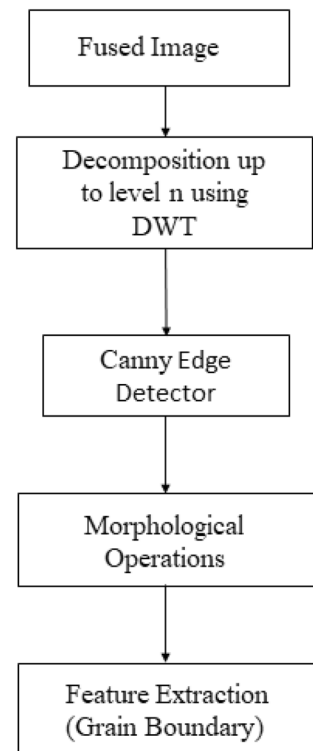 Fused Image
Decomposition up
to level n using
DWT
Canny Edge
Detector
Morphological
Operations
Feature Extraction
(Grain Boundary)